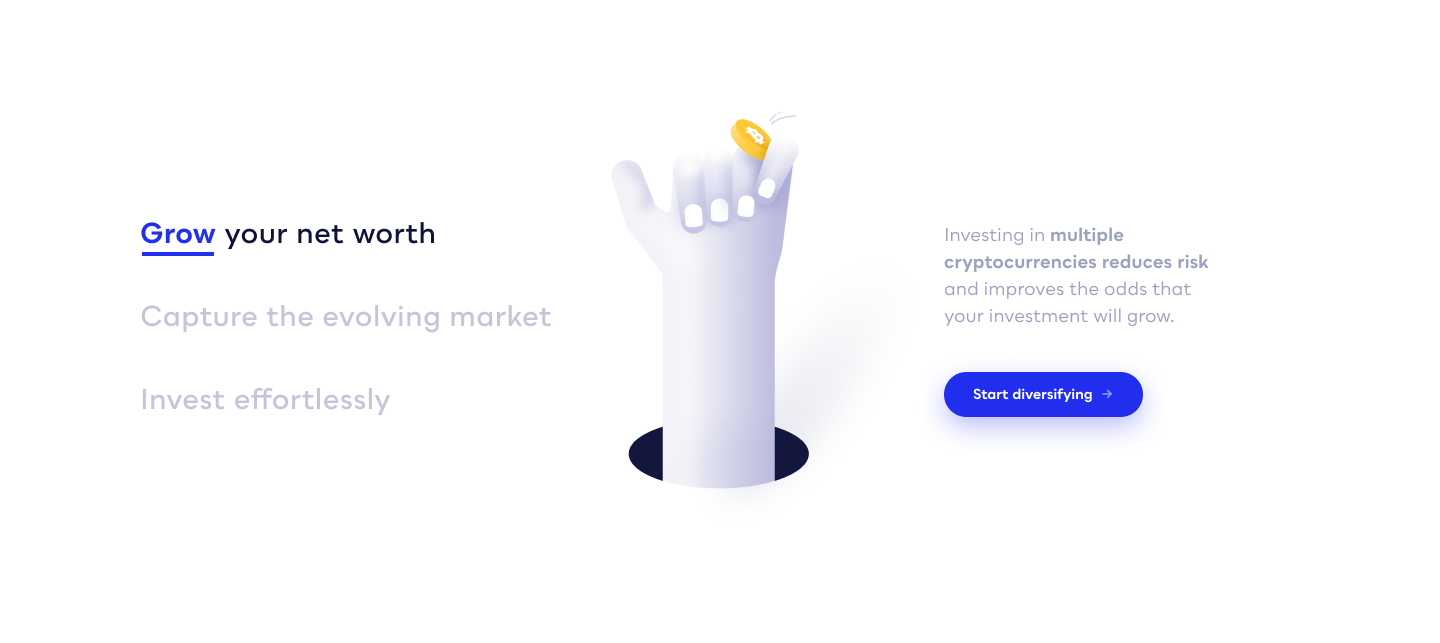 Grow your net worth
Capture the evolving market
Invest effortlessly
Investing in multiple
cryptocurrencies reduces risk
and improves the odds that
your investment will grow.
Start diversifying →